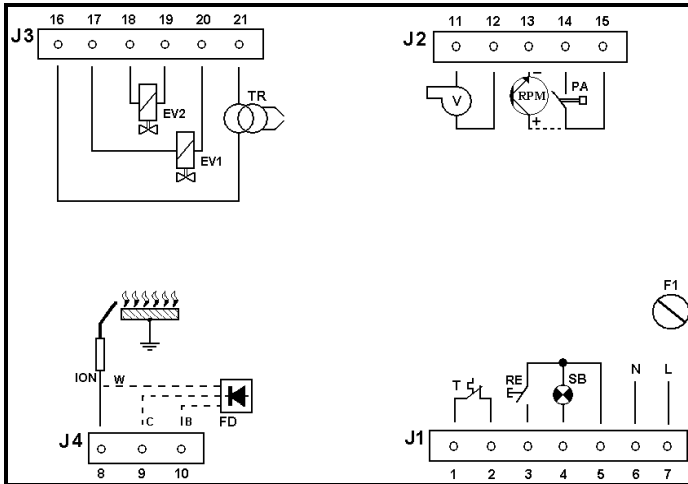 16 17 18 19 20 21
J3
TR
EV2
EV1
11 12 13 14 15
J2
V
−
RPM
+
PA
F1
ION
W
C
B
FD
J4
8 9 10
T
RE
SB
N
L
J1
1 2 3 4 5 6 7